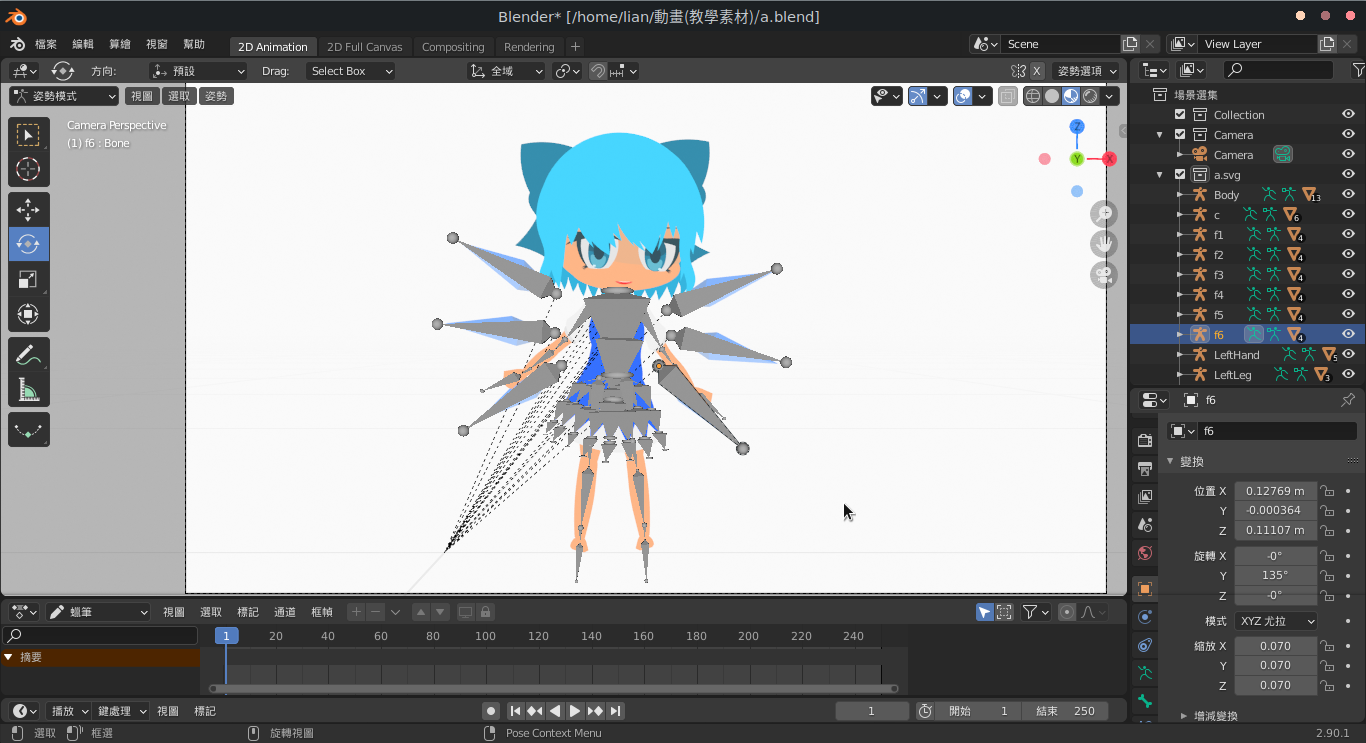 Blender* [/home/lian/動畫(教學素材)/a.blend]
檔案 編輯 算繪 視窗 幫助 2D Animation 2D Full Canvas Compositing Rendering + Scene View Layer
方向: 預設 Drag: Select Box 全域 X 姿勢選項
姿勢模式 視圖 選取 姿勢
Camera Perspective
(1) f6 : Bone
Z
Y
X
場景選集
Collection
Camera
Camera
a.svg
Body 13
c 6
f1 4
f2 4
f3 4
f4 4
f5 4
f6 4
LeftHand 5
LeftLeg 3
f6
f6
變換
位置 X 0.12769 m
Y -0.000364
Z 0.11107 m
旋轉 X -0°
Y 135°
Z -0°
模式 XYZ 尤拉
縮放 X 0.070
Y 0.070
Z 0.070
增減變換
蠟筆 視圖 選取 標記 通道 框幀
1 20 40 60 80 100 120 140 160 180 200 220 240
摘要
播放 鍵處理 視圖 標記 1 開始 1 結束 250
選取 框選 旋轉視圖 Pose Context Menu 2.90.1